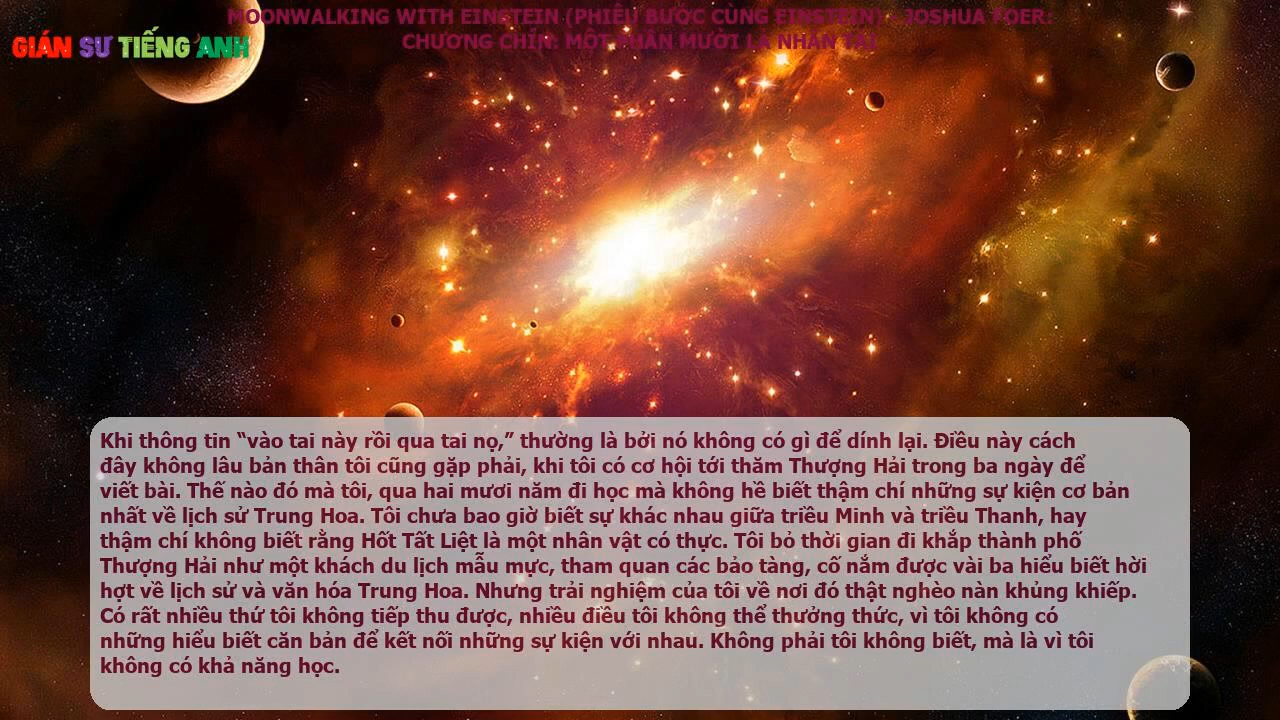 MOONWALKING WITH EINSTEIN (PHIÊU BƯỚC CÙNG EINSTEIN) - JOSHUA FOER:
CHƯƠNG CHÍN: MỘT TUẦN MƯỜI LÀ NHÂN TÀI
GIÁN SƯ TIẾNG ANH
Khi thông tin “vào tai này rồi qua tai nọ,” thường là bởi nó không có gì để dính lại. Điều này cách
đây không lâu bản thân tôi cũng gặp phải, khi tôi có cơ hội tới thăm Thượng Hải trong ba ngày để
viết bài. Thế nào đó mà tôi, qua hai mươi năm đi học mà không hề biết thậm chí những sự kiện cơ bản
nhất về lịch sử Trung Hoa. Tôi chưa bao giờ biết sự khác nhau giữa triều Minh và triều Thanh, hay
thậm chí không biết rằng Hốt Tất Liệt là một nhân vật có thực. Tôi bỏ thời gian đi khắp thành phố
Thượng Hải như một khách du lịch mẫu mực, tham quan các bảo tàng, cố nắm được vài ba hiểu biết hời
hợt về lịch sử và văn hóa Trung Hoa. Nhưng trải nghiệm của tôi về nơi đó thật nghèo nàn khủng khiếp.
Có rất nhiều thứ tôi không tiếp thu được, nhiều điều tôi không thể thưởng thức, vì tôi không có
những hiểu biết căn bản để kết nối những sự kiện với nhau. Không phải tôi không biết, mà là vì tôi
không có khả năng học.